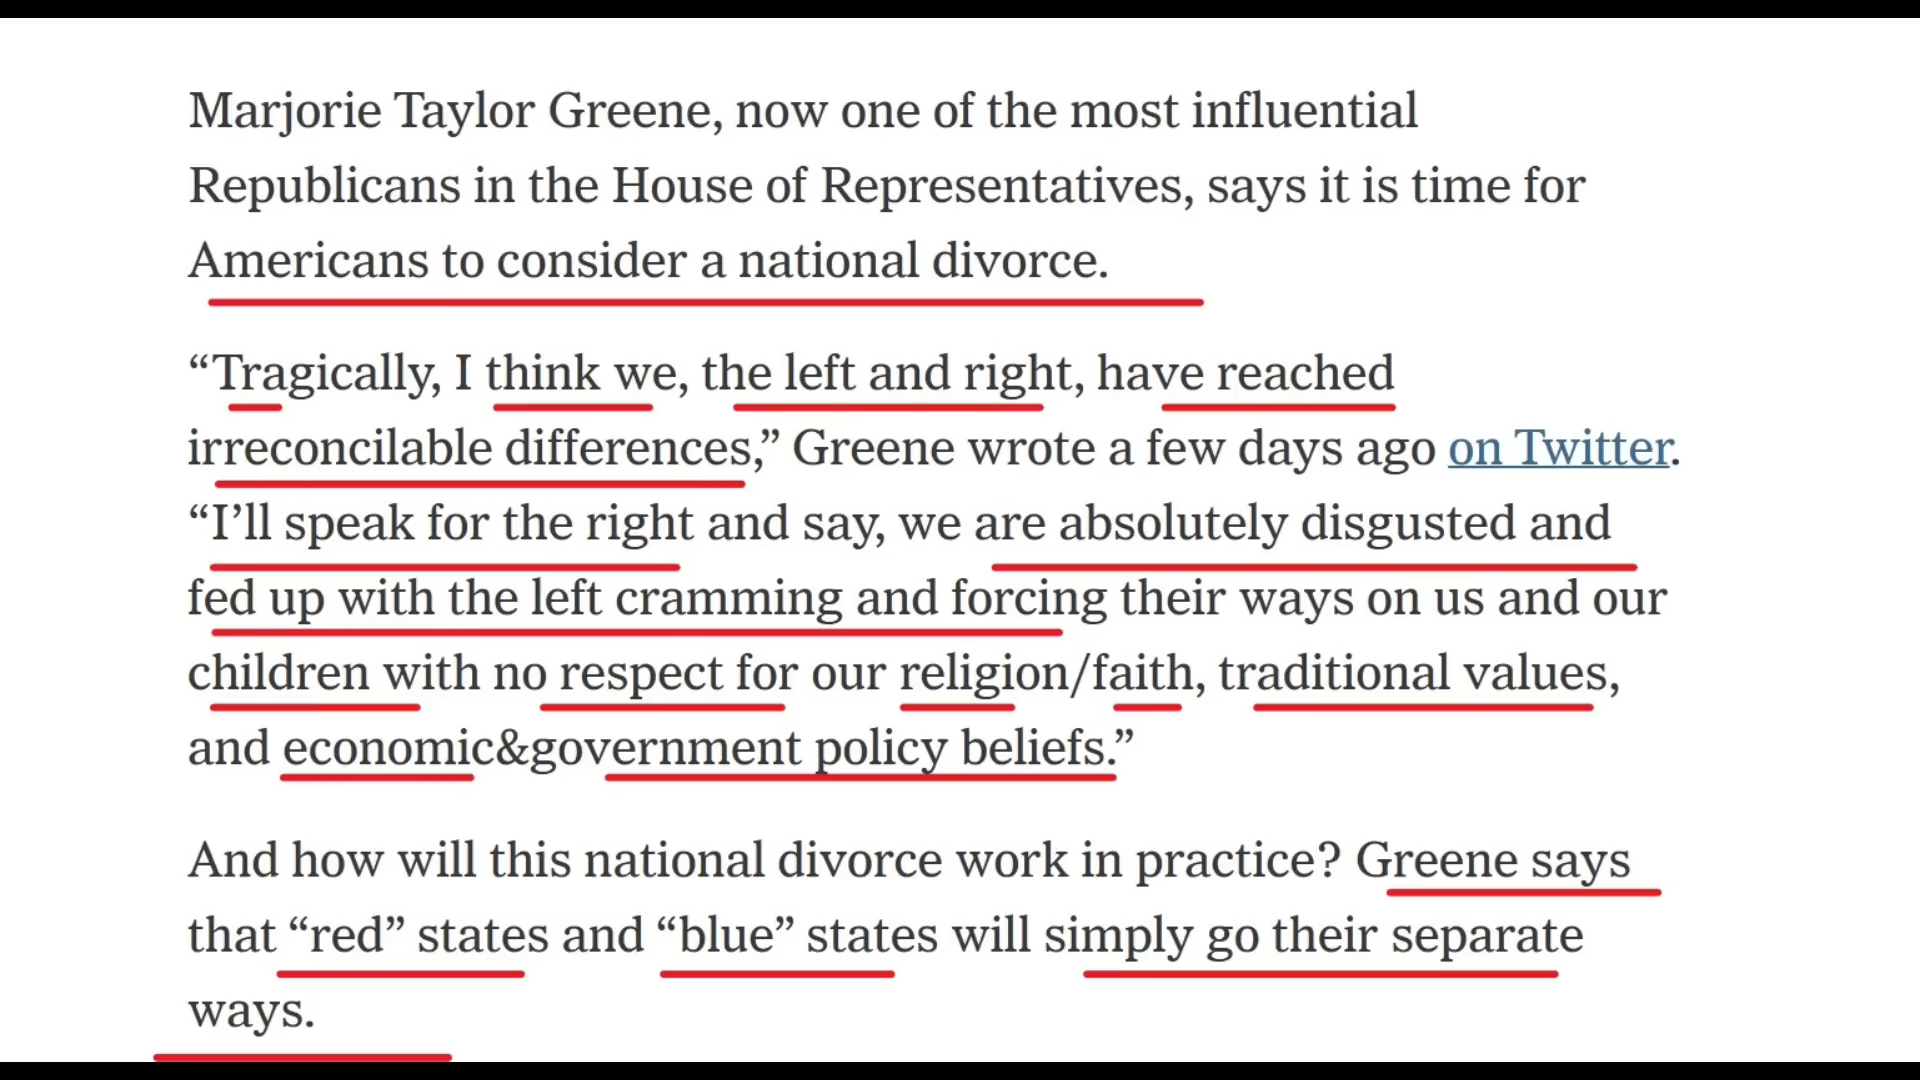 Marjorie Taylor Greene, now one of the most influential
Republicans in the House of Representatives, says it is time for
Americans to consider a national divorce.
“Tragically, I think we, the left and right, have reached
irreconcilable differences,” Greene wrote a few days ago on Twitter.
“I’ll speak for the right and say, we are absolutely disgusted and
fed up with the left cramming and forcing their ways on us and our
children with no respect for our religion/faith, traditional values,
and economic&government policy beliefs.”
And how will this national divorce work in practice? Greene says
that “red” states and “blue” states will simply go their separate
ways.